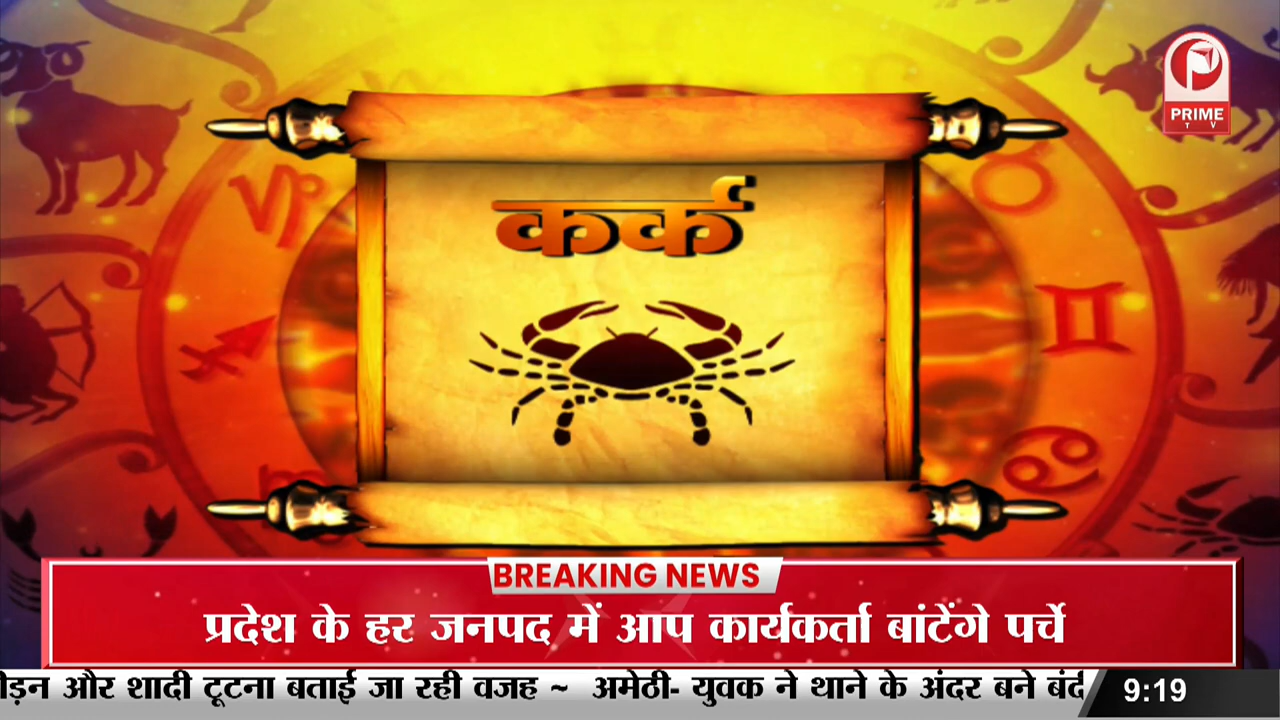 PRIME
TV
कर्क
BREAKING NEWS
प्रदेश के हर जनपद में आप कार्यकर्ता बांटेंगे पर्चे
और शादी टूटना बताई जा रही वजह ~ अमेठी- युवक ने थाने के अंदर बने
9:19